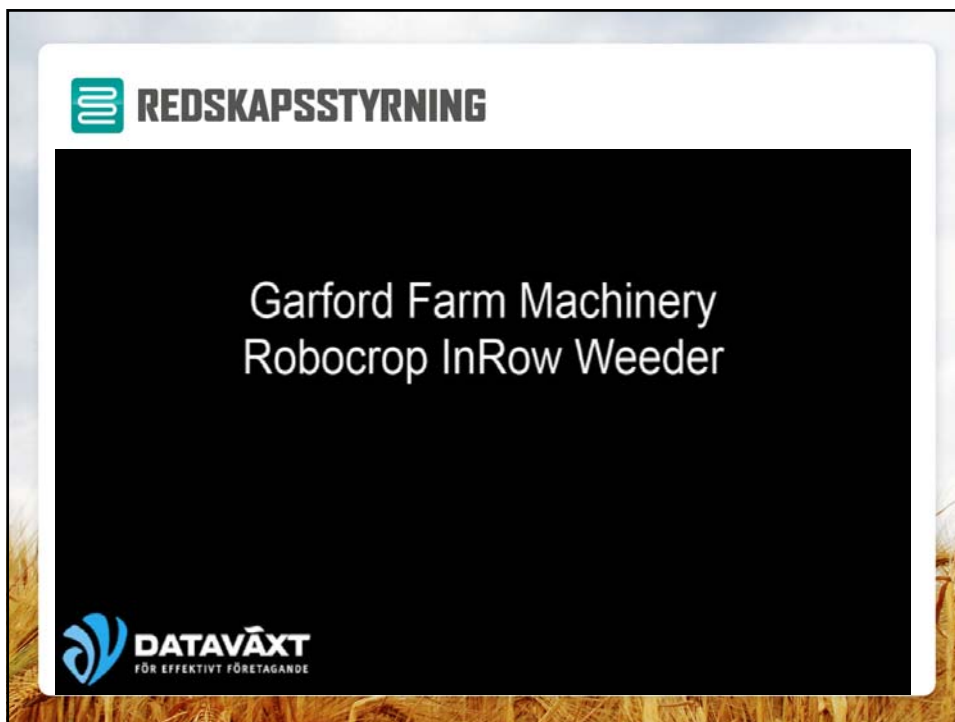 REDSKAPSSTYRNING
Garford Farm Machinery
Robocrop InRow Weeder
DATAVÄXT
FÖR EFFEKTIVT FÖRETAGANDE